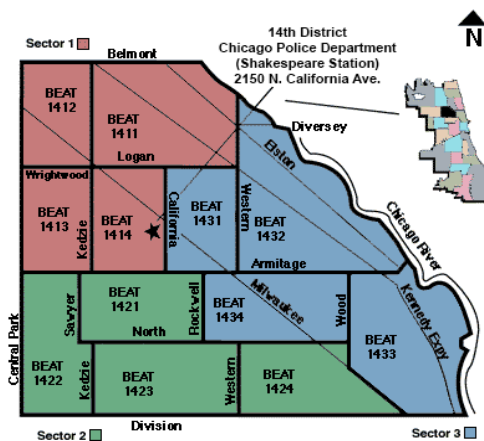 Sector 1
Belmont
14th District
Chicago Police Department
(Shakespeare Station)
2150 N. California Ave.
N
BEAT
1412
BEAT
1411
Diversey
Logan
Elston
Wrightwood
BEAT
1413
Kedzie
BEAT
1414
California
BEAT
1431
Western
BEAT
1432
Chicago River
Armitage
Central Park
Sawyer
BEAT
1421
North
Rockwell
BEAT
1434
Milwaukee
Wood
BEAT
1433
Kennedy Expy
BEAT
1422
Kedzie
BEAT
1423
Western
BEAT
1424
Division
Sector 2
Sector 3